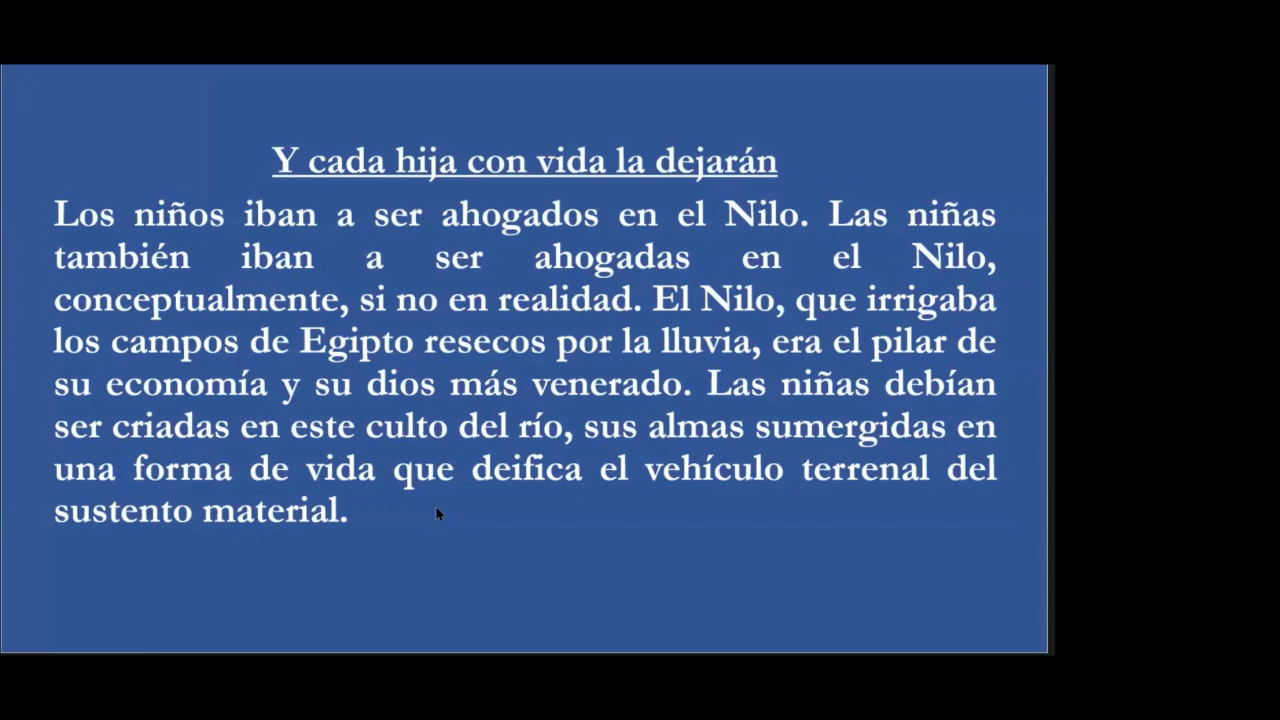 Y cada hija con vida la dejarán
Los niños iban a ser ahogados en el Nilo. Las niñas
también iban a ser ahogadas en el Nilo,
conceptualmente, si no en realidad. El Nilo, que irrigaba
los campos de Egipto resecos por la lluvia, era el pilar de
su economía y su dios más venerado. Las niñas debían
ser criadas en este culto del río, sus almas sumergidas en
una forma de vida que deifica el vehículo terrenal del
sustento material.